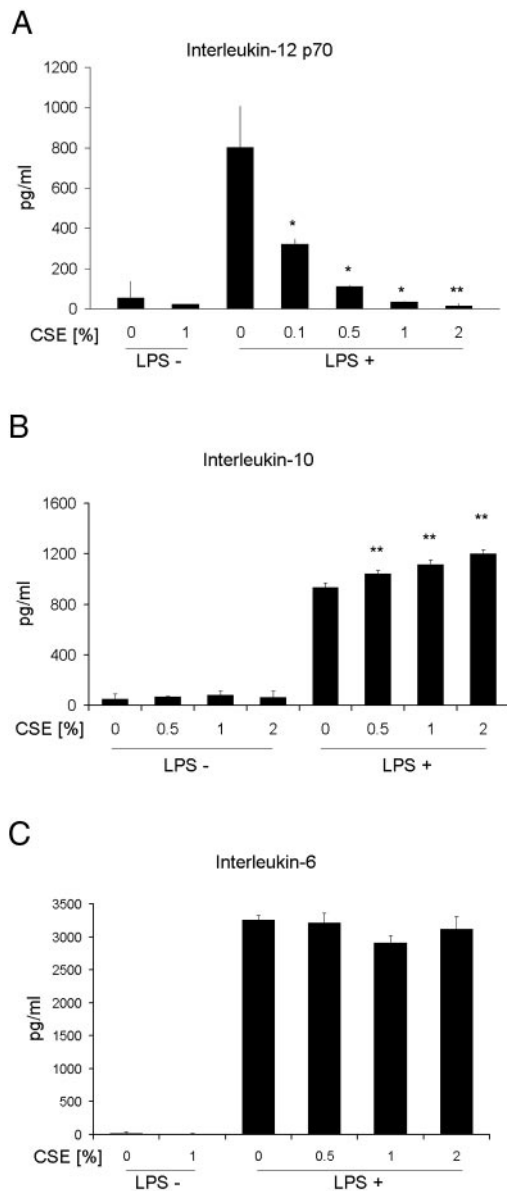 A
Interleukin-12 p70
1200
1000
800
600
400
200
0
pg/ml
* * * **
CSE [%] 0 1 0 0.1 0.5 1 2
LPS - LPS +
B
Interleukin-10
1600
1200
800
400
0
pg/ml
** ** **
CSE [%] 0 0.5 1 2 0 0.5 1 2
LPS - LPS +
C
Interleukin-6
3500
3000
2500
2000
1500
1000
500
0
pg/ml
CSE [%] 0 1 0 0.5 1 2
LPS - LPS +